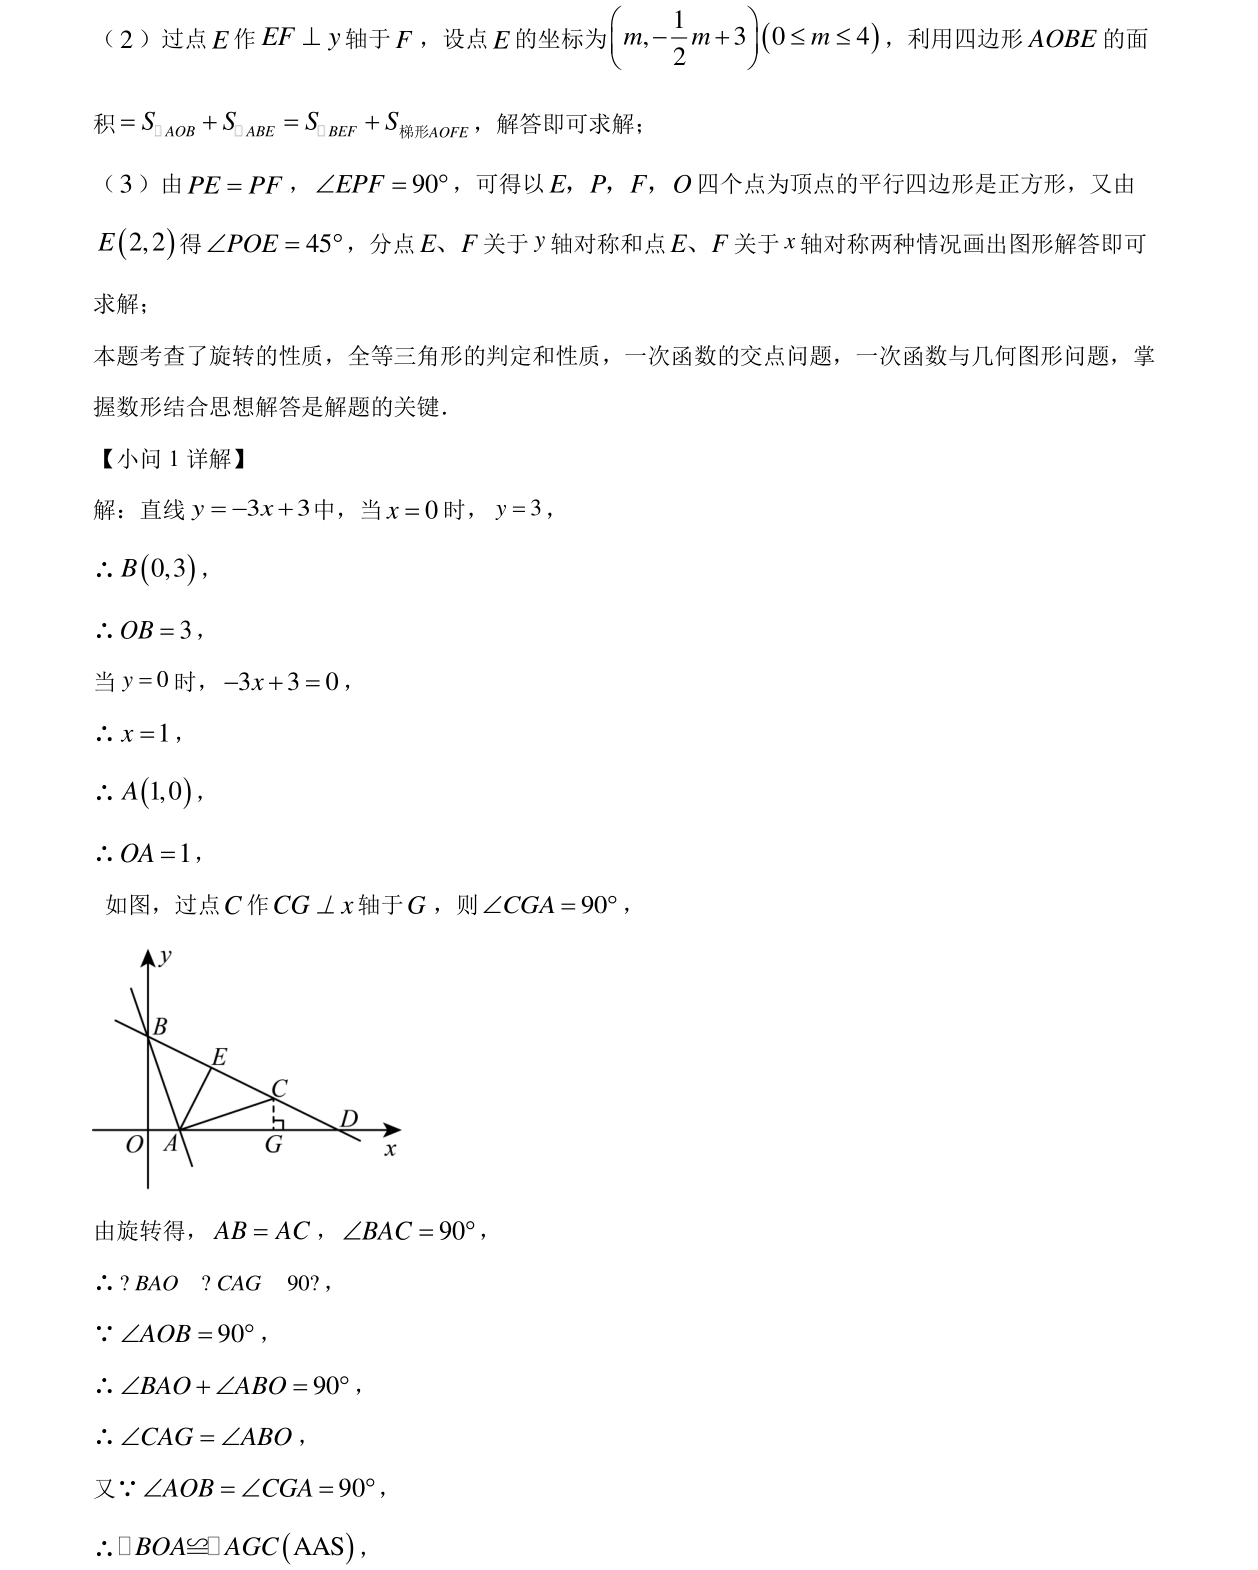 （2）过点E作EF⊥y轴于F，设点E的坐标为(m,-1/2m+3)(0≤m≤4)，利用四边形AOBE的面
积=S□AOB+S□ABE=S□BEF+S梯形AOFE，解答即可求解；
（3）由PE=PF，∠EPF=90°，可得以E，P，F，O四个点为顶点的平行四边形是正方形，又由
E(2,2)得∠POE=45°，分点E、F关于y轴对称和点E、F关于x轴对称两种情况画出图形解答即可
求解；
本题考查了旋转的性质，全等三角形的判定和性质，一次函数的交点问题，一次函数与几何图形问题，掌
握数形结合思想解答是解题的关键．
【小问1详解】
解：直线y=-3x+3中，当x=0时，y=3，
∴B(0,3)，
∴OB=3，
当y=0时，-3x+3=0，
∴x=1，
∴A(1,0)，
∴OA=1，
如图，过点C作CG⊥x轴于G，则∠CGA=90°，
y
B
E
C
D
O A G x
由旋转得，AB=AC，∠BAC=90°，
∴?BAO ?CAG 90?，
∵∠AOB=90°，
∴∠BAO+∠ABO=90°，
∴∠CAG=∠ABO，
又∵∠AOB=∠CGA=90°，
∴□BOA≌□AGC(AAS)，